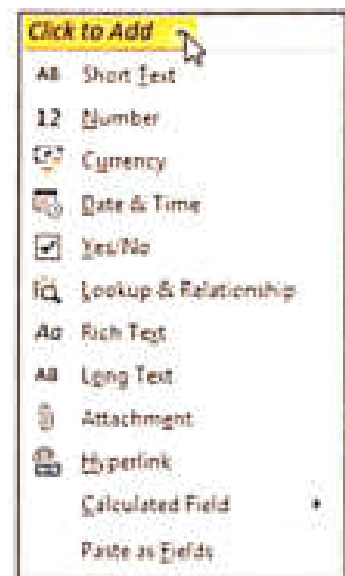 Click to Add
AB Short Text
12 Number
Currency
Date & Time
Yes/No
Lookup & Relationship
Aa Rich Text
AB Long Text
Attachment
Hyperlink
Calculated Field
Paste as Fields